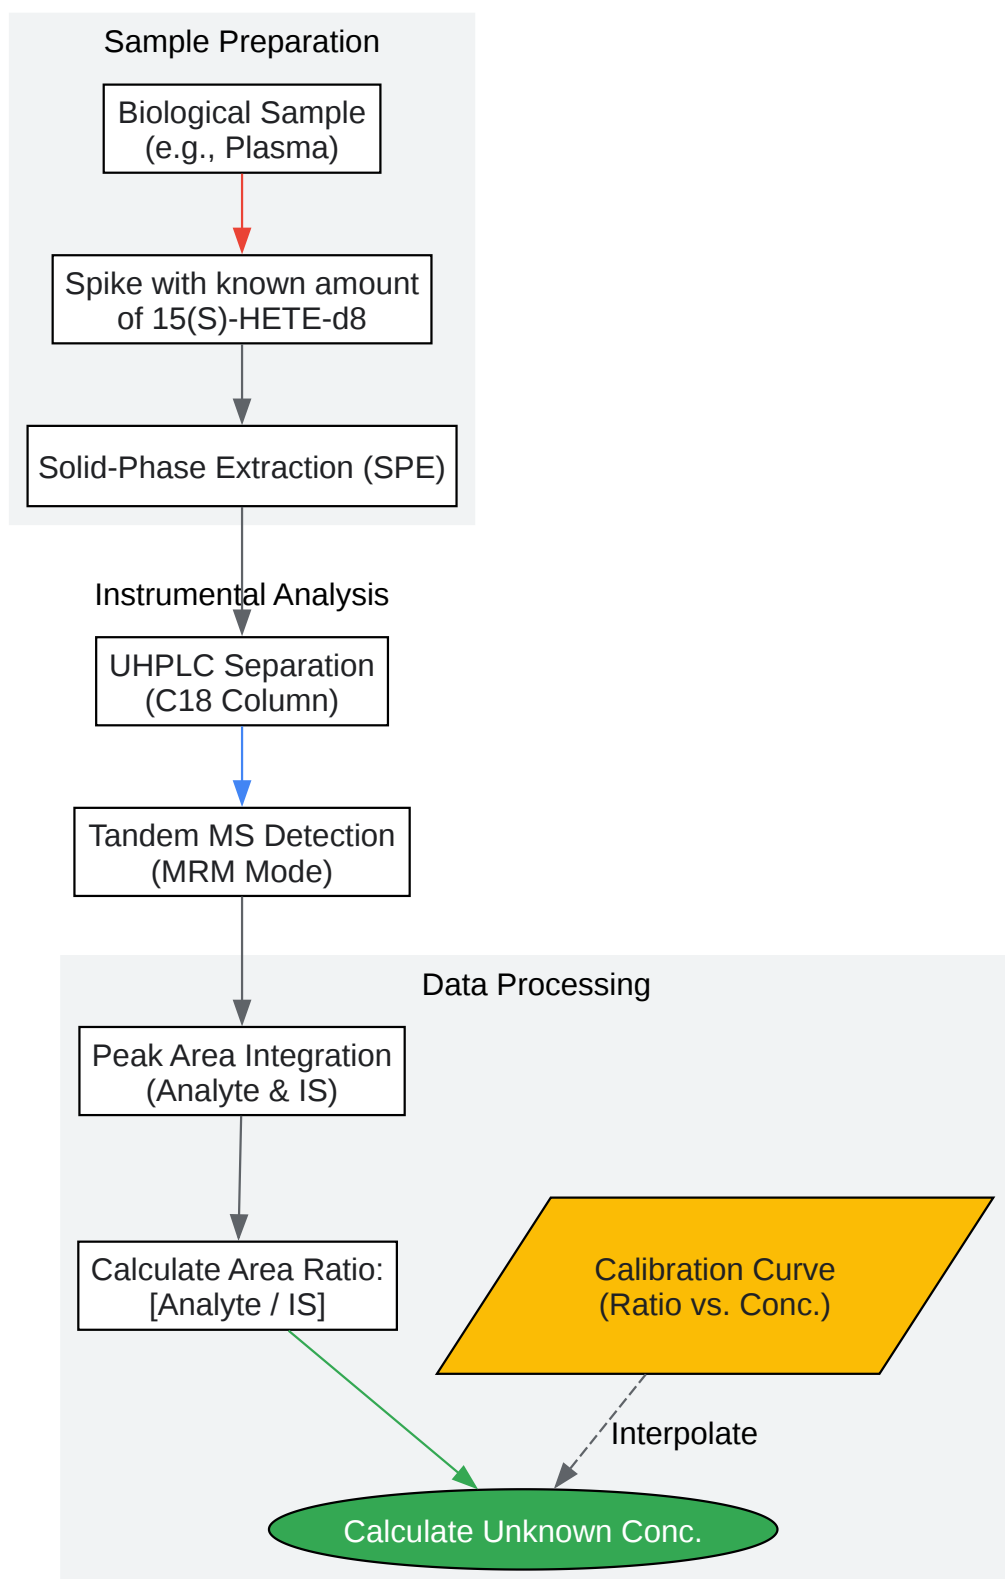 Sample Preparation
Biological Sample
(e.g., Plasma)
Spike with known amount
of 15(S)-HETE-d8
Solid-Phase Extraction (SPE)
Instrumental Analysis
UHPLC Separation
(C18 Column)
Tandem MS Detection
(MRM Mode)
Data Processing
Peak Area Integration
(Analyte & IS)
Calculate Area Ratio:
[Analyte / IS]
Calibration Curve
(Ratio vs. Conc.)
Interpolate
Calculate Unknown Conc.